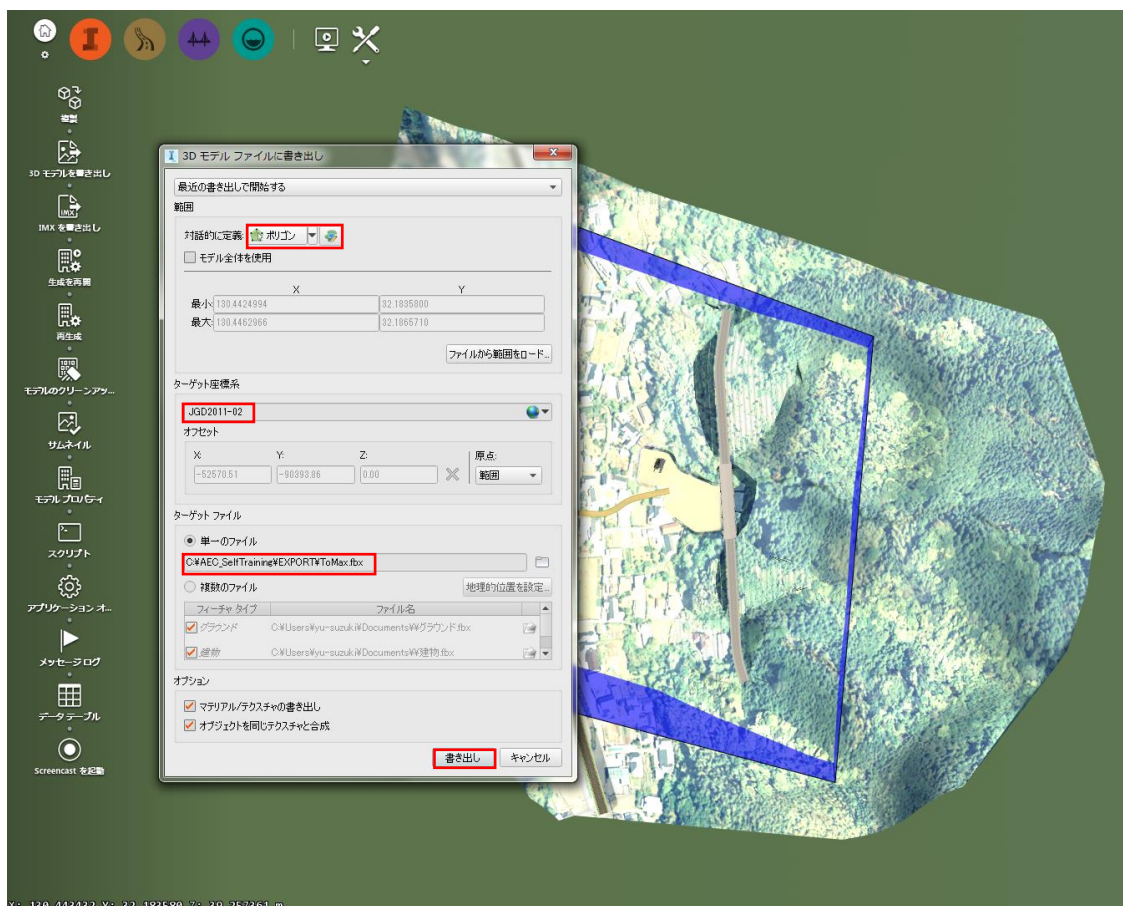 複製
3D モデルを書き出し
IMX
IMX を書き出し
生成を再開
再生成
モデルのクリーンアッ...
サムネイル
モデル プロパティ
スクリプト
アプリケーション オ...
メッセージログ
データ テーブル
Screencast を起動
3D モデル ファイルに書き出し
最近の書き出しで開始する
範囲
対話的に定義: ポリゴン
モデル全体を使用
X Y
最小: 130.4424994 32.1835800
最大: 130.4462966 32.1865710
ファイルから範囲をロード...
ターゲット座標系
JGD2011-02
オフセット
X: Y: Z: 原点:
-52570.51 -90393.86 0.00 範囲
ターゲット ファイル
単一のファイル
C:¥AEC_SelfTraining¥EXPORT¥ToMax.fbx
複数のファイル 地理的位置を設定...
フィーチャ タイプ ファイル名
グラウンド C:¥Users¥yu-suzuki¥Documents¥¥グラウンド.fbx
建物 C:¥Users¥yu-suzuki¥Documents¥¥建物.fbx
オプション
マテリアル/テクスチャの書き出し
オブジェクトを同じテクスチャと合成
書き出し キャンセル
X: 130.443432 Y: 32.183580 Z: 39.257361 m